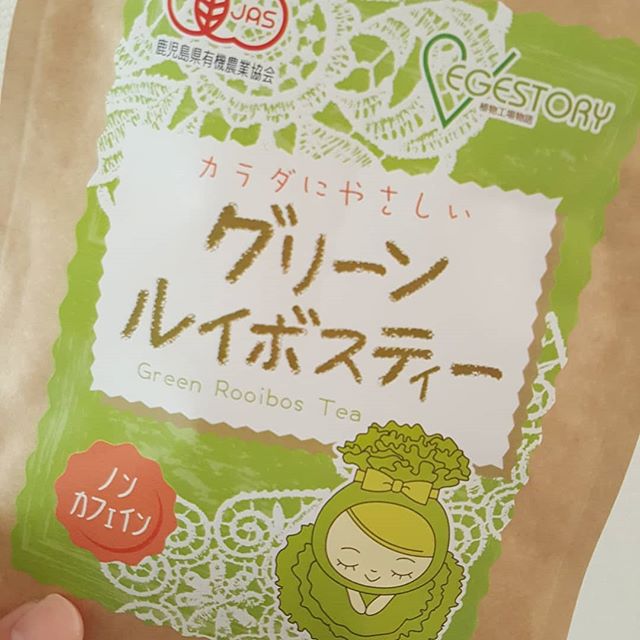 JAS
鹿児島県有機農業協会
VEGESTORY
植物工場物語
カラダにやさしい
グリーン
ルイボスティー
Green Rooibos Tea
ノン
カフェイン